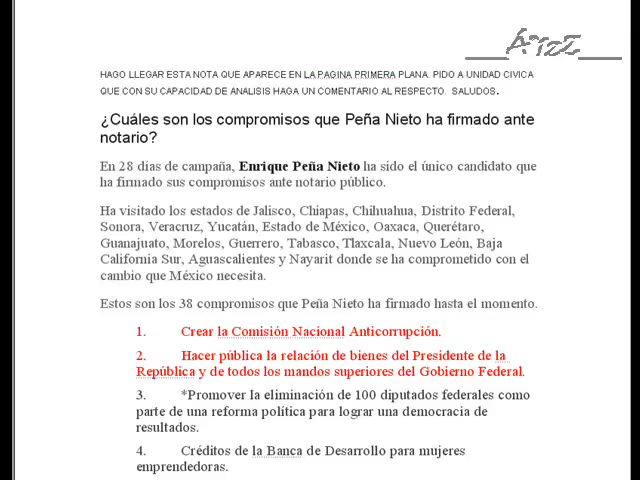 HAGO LLEGAR ESTA NOTA QUE APARECE EN LA PAGINA PRIMERA PLANA. PIDO A UNIDAD CIVICA
QUE CON SU CAPACIDAD DE ANALISIS HAGA UN COMENTARIO AL RESPECTO. SALUDOS.
¿Cuáles son los compromisos que Peña Nieto ha firmado ante
notario?
En 28 días de campaña, Enrique Peña Nieto ha sido el único candidato que
ha firmado sus compromisos ante notario público.
Ha visitado los estados de Jalisco, Chiapas, Chihuahua, Distrito Federal,
Sonora, Veracruz, Yucatán, Estado de México, Oaxaca, Querétaro,
Guanajuato, Morelos, Guerrero, Tabasco, Tlaxcala, Nuevo León, Baja
California Sur, Aguascalientes y Nayarit donde se ha comprometido con el
cambio que México necesita.
Estos son los 38 compromisos que Peña Nieto ha firmado hasta el momento.
1. Crear la Comisión Nacional Anticorrupción.
2. Hacer pública la relación de bienes del Presidente de la
República y de todos los mandos superiores del Gobierno Federal.
3. *Promover la eliminación de 100 diputados federales como
parte de una reforma política para lograr una democracia de
resultados.
4. Créditos de la Banca de Desarrollo para mujeres
emprendedoras.